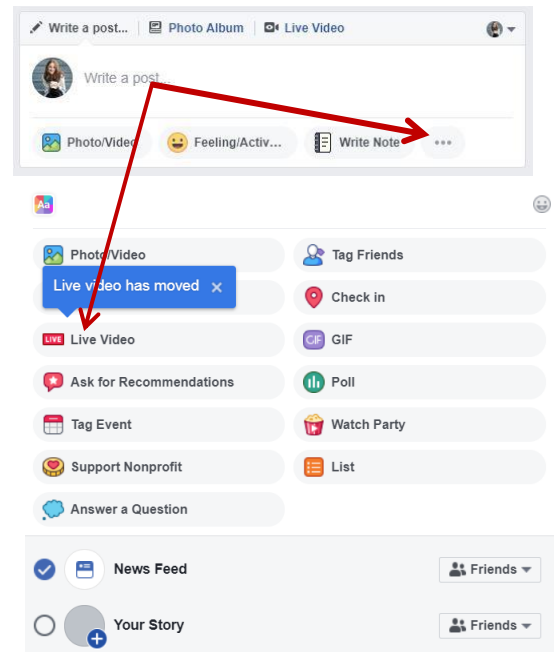 Write a post... Photo Album Live Video
Write a post...
Photo/Video Feeling/Activ... Write Note
Aa
Photo/Video Tag Friends
Live video has moved ×
Check in
LIVE Live Video GIF GIF
Ask for Recommendations Poll
Tag Event Watch Party
Support Nonprofit List
Answer a Question
News Feed Friends
Your Story Friends